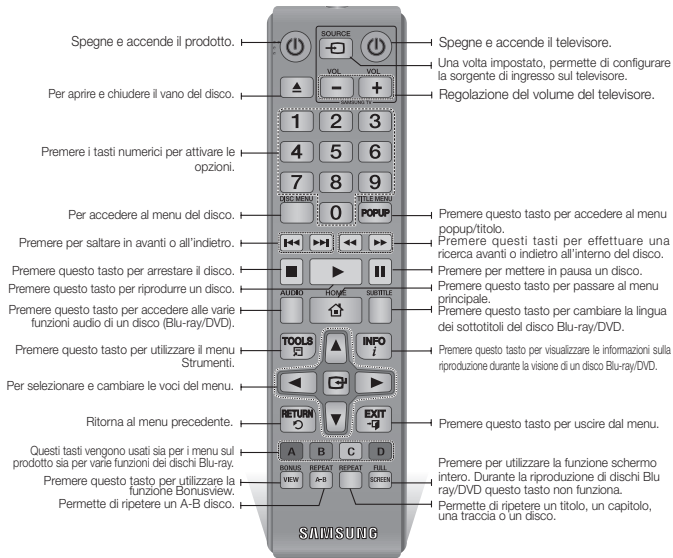 Spegne e accende il prodotto.
Per aprire e chiudere il vano del disco.
Premere i tasti numerici per attivare le
opzioni.
Per accedere al menu del disco.
Premere per saltare in avanti o all'indietro.
Premere questo tasto per arrestare il disco.
Premere questo tasto per riprodurre un disco.
Premere questo tasto per accedere alle varie
funzioni audio di un disco (Blu-ray/DVD).
Premere questo tasto per utilizzare il menu
Strumenti.
Per selezionare e cambiare le voci del menu.
Ritorna al menu precedente.
Questi tasti vengono usati sia per i menu sul
prodotto sia per varie funzioni dei dischi Blu-ray.
Premere questo tasto per utilizzare la
funzione Bonusview.
Permette di ripetere un A-B disco.
SOURCE
VOL VOL
SAMSUNG TV
1 2 3
4 5 6
7 8 9
DISC MENU 0 TITLE MENU
POPUP
AUDIO HOME SUBTITLE
TOOLS INFO
i
RETURN EXIT
A B C D
BONUS REPEAT REPEAT FULL
VIEW A-B SCREEN
SAMSUNG
Spegne e accende il televisore.
Una volta impostato, permette di configurare
la sorgente di ingresso sul televisore.
Regolazione del volume del televisore.
Premere questo tasto per accedere al menu
popup/titolo.
Premere questi tasti per effettuare una
ricerca avanti o indietro all'interno del disco.
Premere per mettere in pausa un disco.
Premere questo tasto per passare al menu
principale.
Premere questo tasto per cambiare la lingua
dei sottotitoli del disco Blu-ray/DVD.
Premere questo tasto per visualizzare le informazioni sulla
riproduzione durante la visione di un disco Blu-ray/DVD.
Premere questo tasto per uscire dal menu.
Premere per utilizzare la funzione schermo
intero. Durante la riproduzione di dischi Blu
ray/DVD questo tasto non funziona.
Permette di ripetere un titolo, un capitolo,
una traccia o un disco.